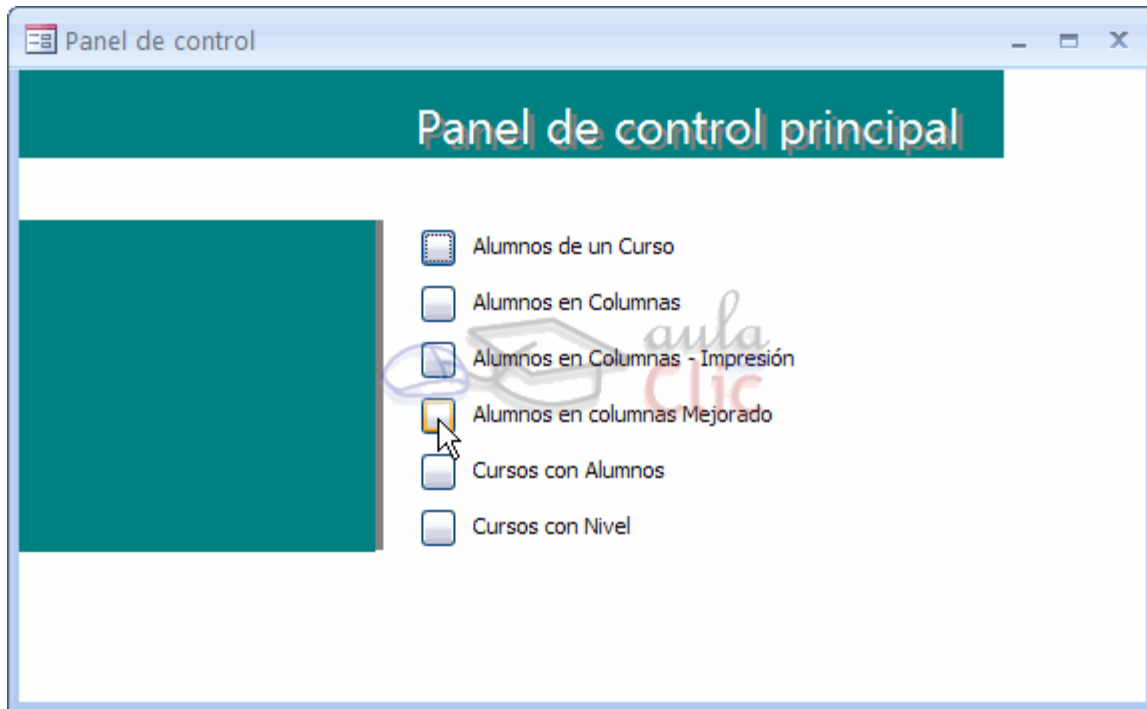 Panel de control
Panel de control principal
Alumnos de un Curso
Alumnos en Columnas
Alumnos en Columnas - Impresión
Alumnos en columnas Mejorado
Cursos con Alumnos
Cursos con Nivel
aula
Clic